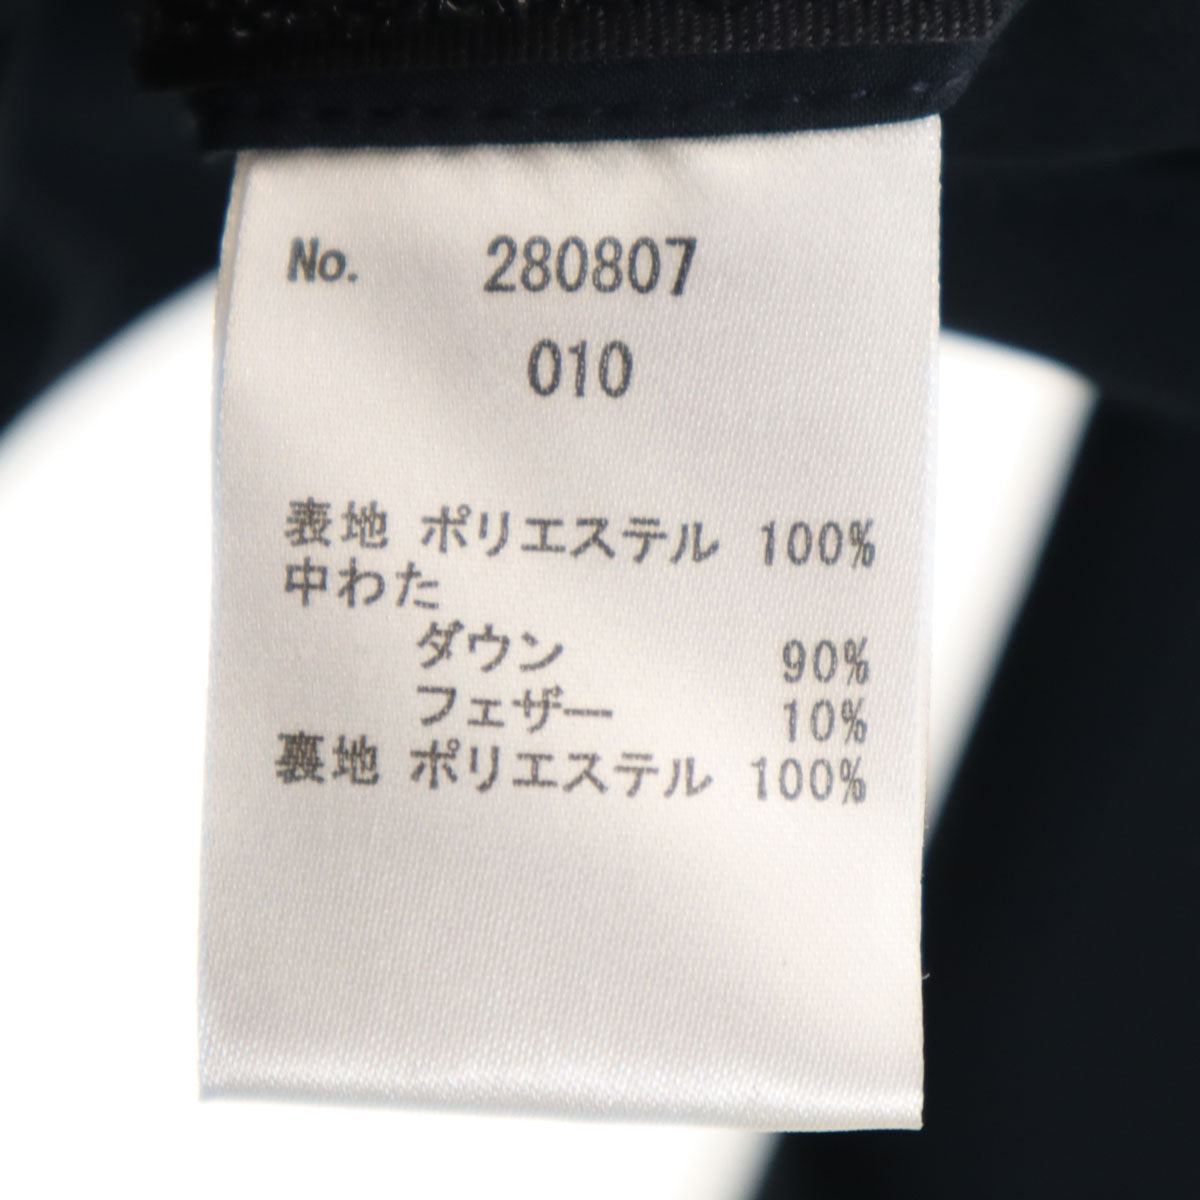 No. 280807
010
表地 ポリエステル 100%
中わた
ダウン 90%
フェザー 10%
裏地 ポリエステル 100%